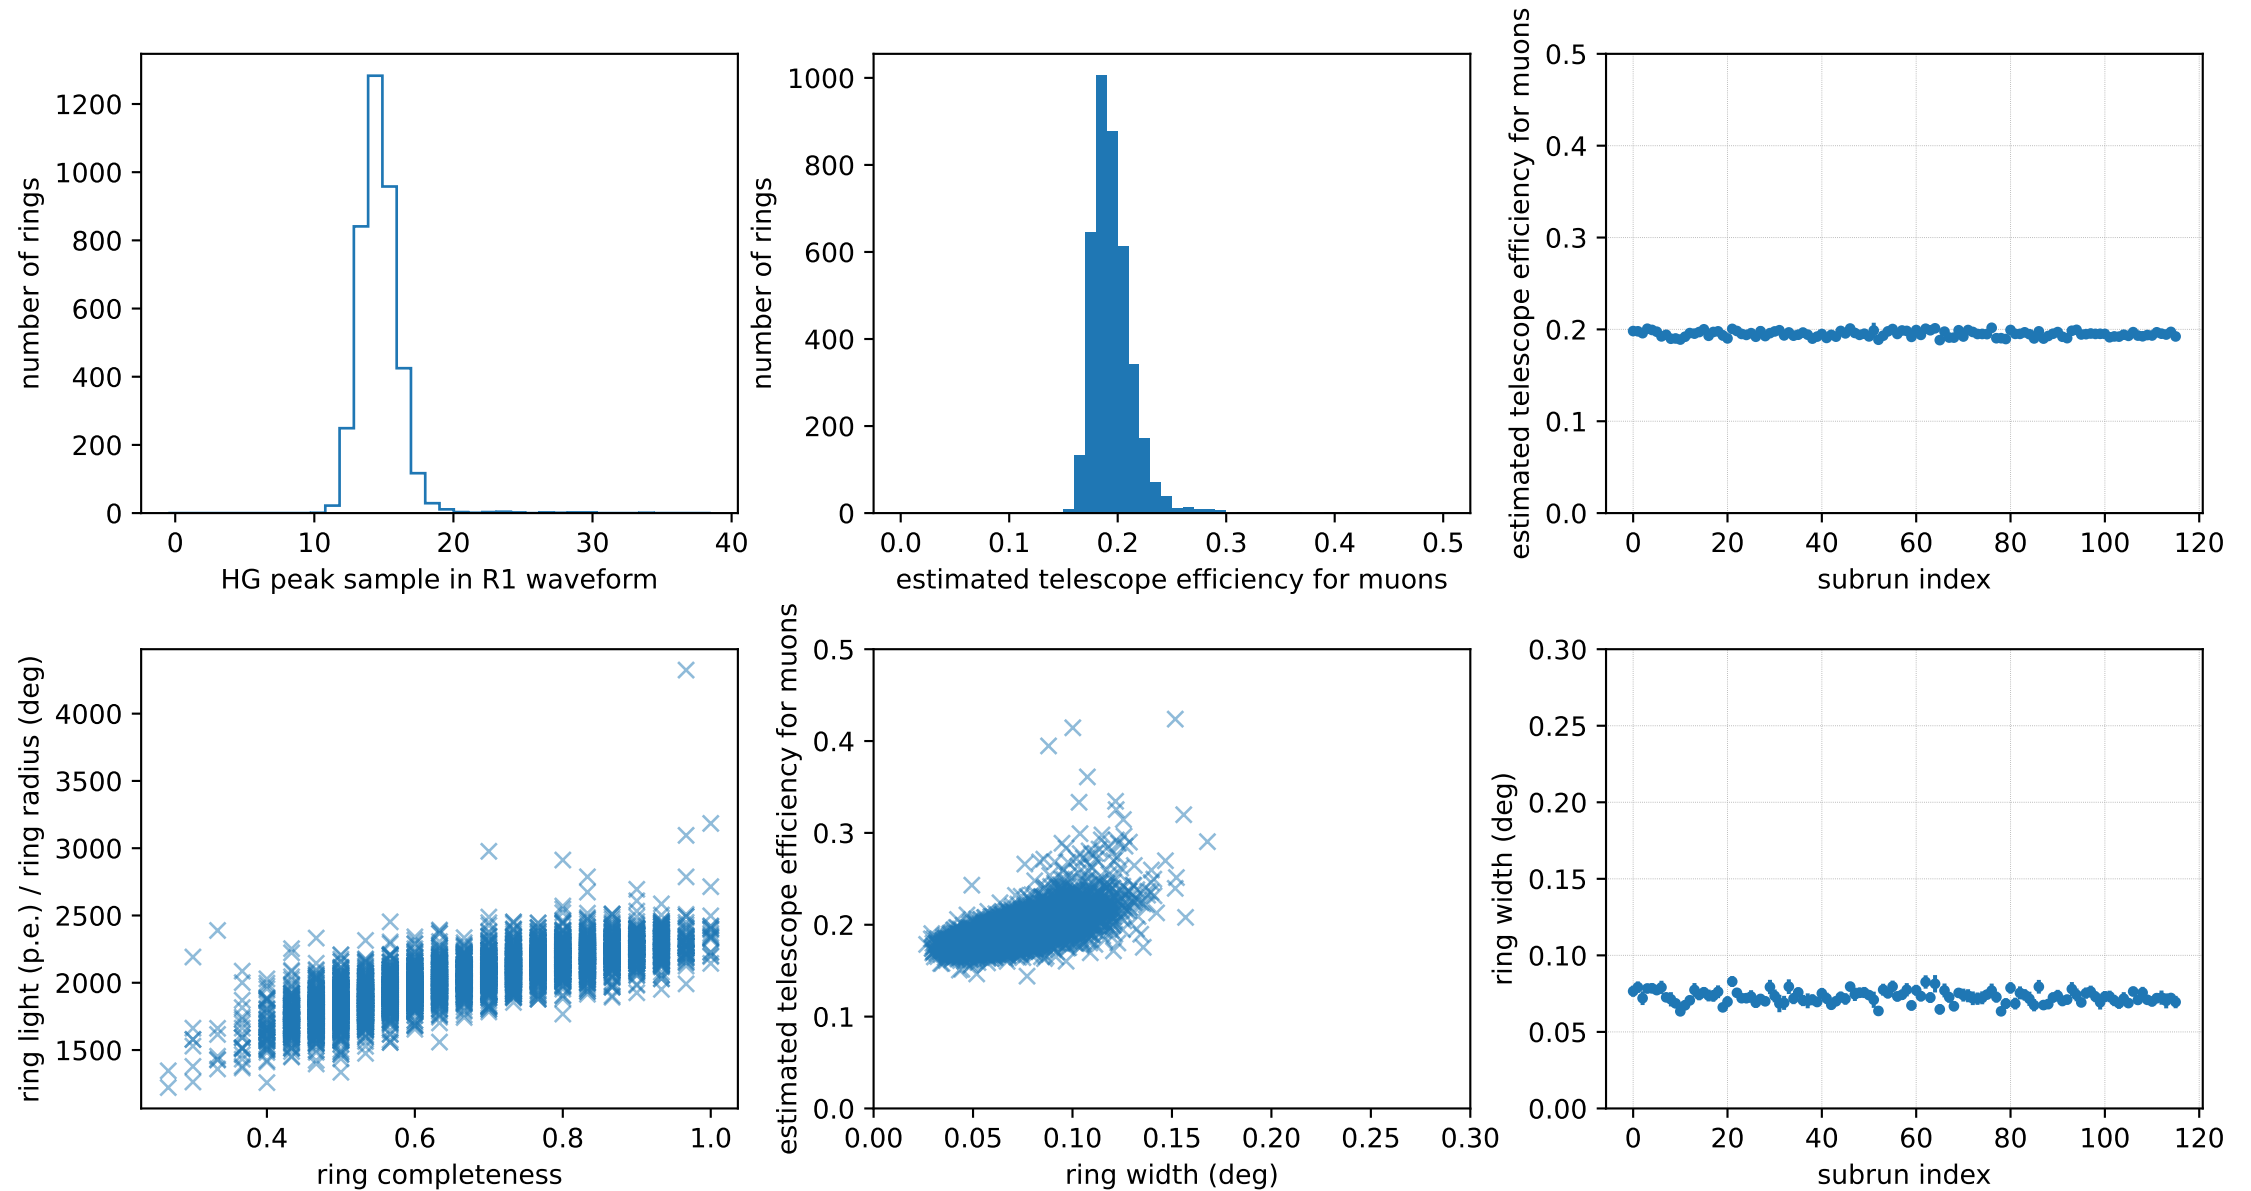 number of rings
1200
1000
800
600
400
200
0
0 10 20 30 40
HG peak sample in R1 waveform
number of rings
1000
800
600
400
200
0
0.0 0.1 0.2 0.3 0.4 0.5
estimated telescope efficiency for muons
estimated telescope efficiency for muons
0.5
0.4
0.3
0.2
0.1
0.0
0 20 40 60 80 100 120
subrun index
ring light (p.e.) / ring radius (deg)
4000
3500
3000
2500
2000
1500
0.4 0.6 0.8 1.0
ring completeness
estimated telescope efficiency for muons
0.5
0.4
0.3
0.2
0.1
0.0
0.00 0.05 0.10 0.15 0.20 0.25 0.30
ring width (deg)
ring width (deg)
0.30
0.25
0.20
0.15
0.10
0.05
0.00
0 20 40 60 80 100 120
subrun index